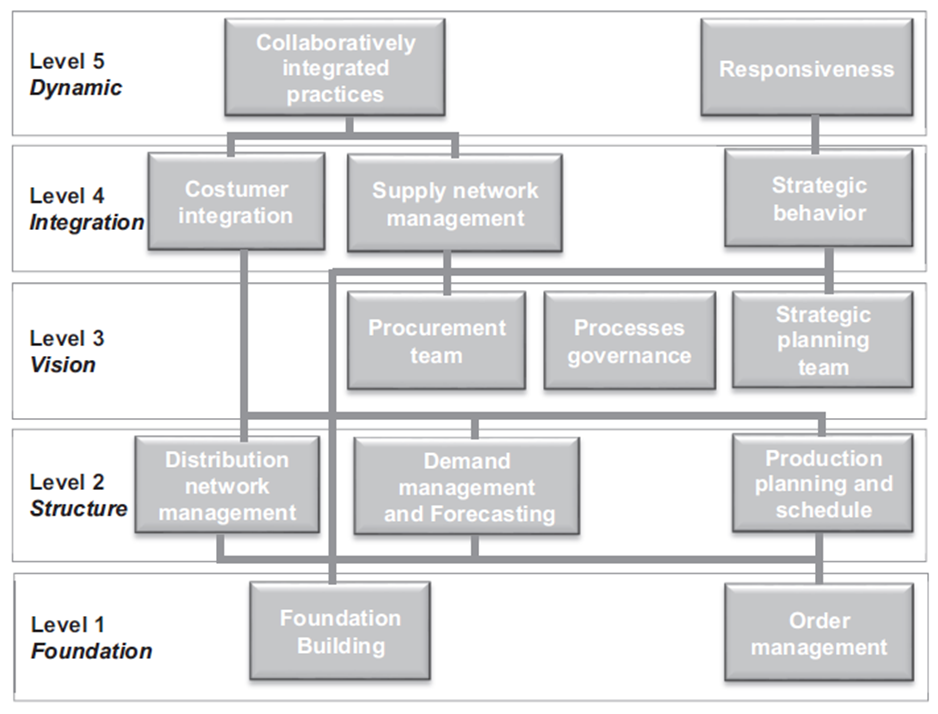 Level 5
Dynamic
Collaboratively
integrated
practices
Responsiveness
Level 4
Integration
Costumer
integration
Supply network
management
Strategic
behavior
Level 3
Vision
Procurement
team
Processes
governance
Strategic
planning
team
Level 2
Structure
Distribution
network
management
Demand
management
and Forecasting
Production
planning and
schedule
Level 1
Foundation
Foundation
Building
Order
management